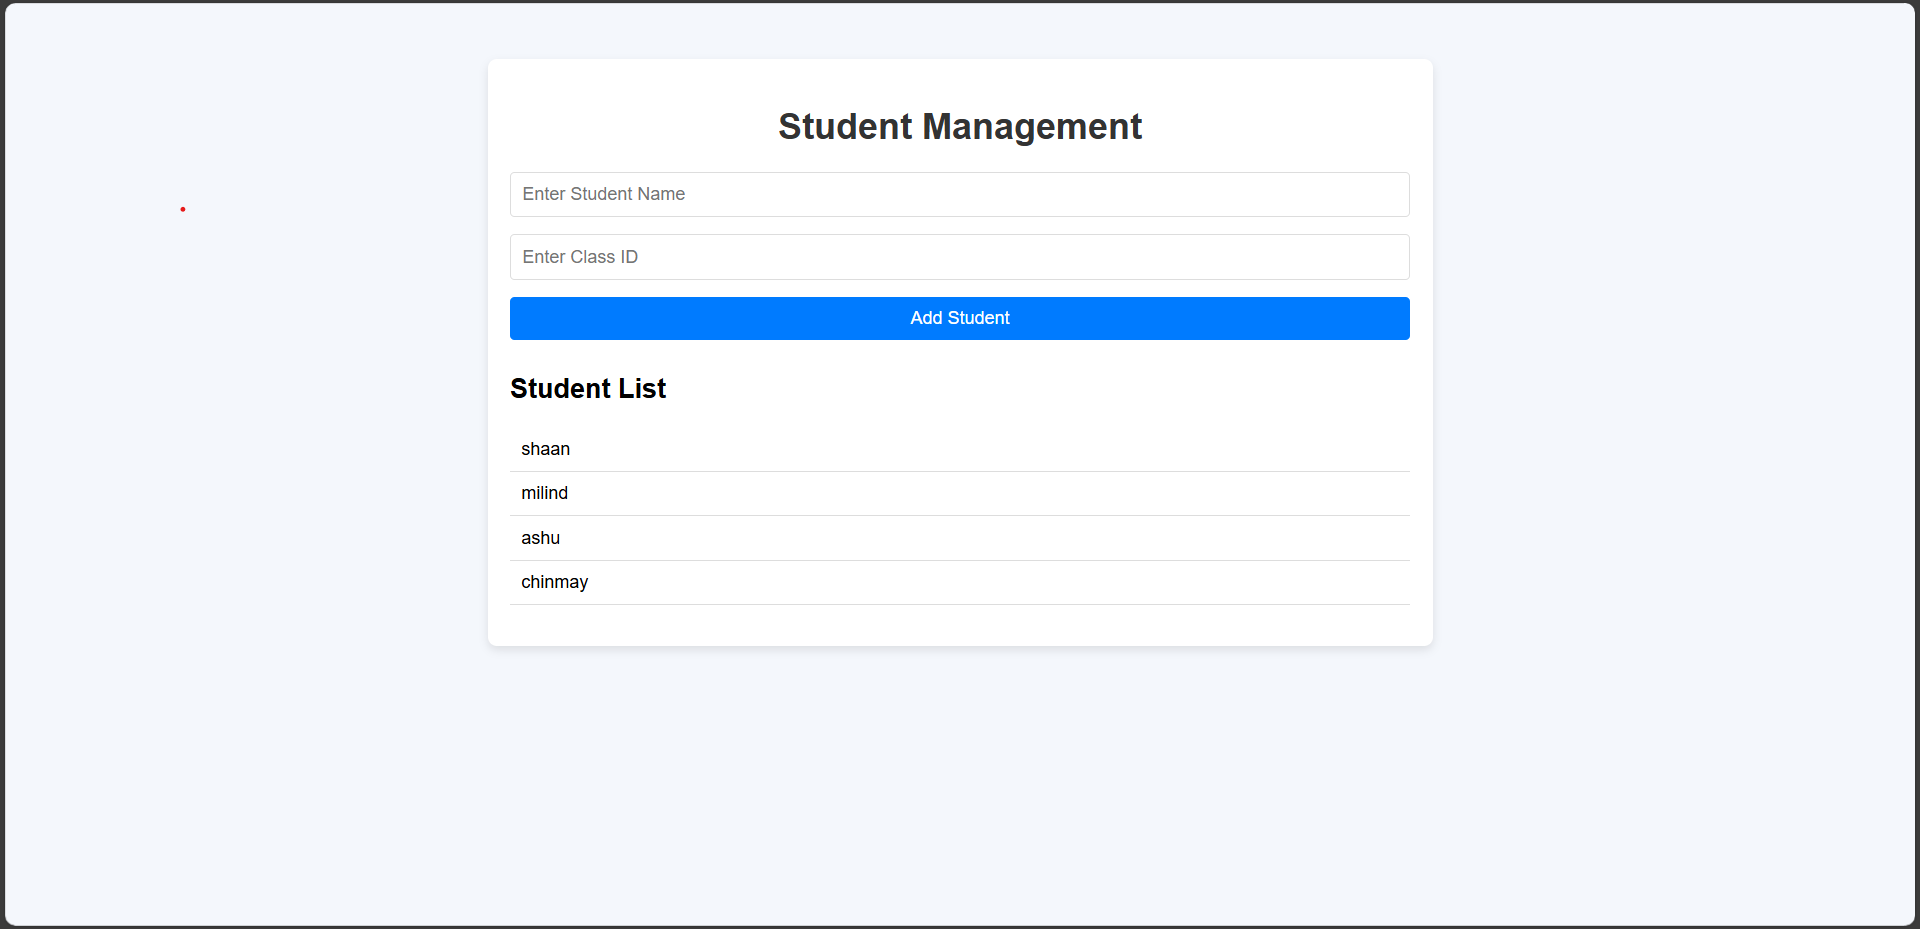 Student Management
Enter Student Name
Enter Class ID
Add Student
Student List
shaan
milind
ashu
chinmay